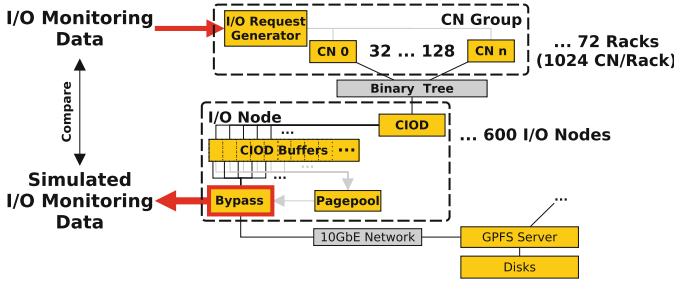 I/O Monitoring
Data
I/O Request
Generator
CN Group
CN 0
32 ... 128
CN n
... 72 Racks
(1024 CN/Rack)
Binary Tree
Compare
I/O Node
CIOD
...
CIOD Buffers ...
... 600 I/O Nodes
...
...
Simulated
I/O Monitoring
Data
Bypass
Pagepool
...
10GbE Network
GPFS Server
Disks